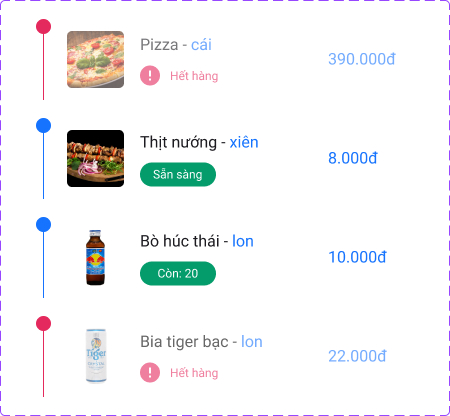 Pizza - cái
390.000đ
Hết hàng
Thịt nướng - xiên
8.000đ
Sẵn sàng
Bò húc thái - lon
10.000đ
Còn: 20
Bia tiger bạc - lon
22.000đ
Tiger
Hết hàng